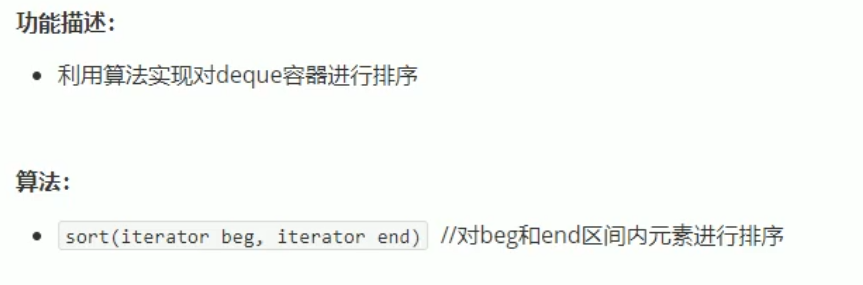 功能描述：
• 利用算法实现对deque容器进行排序
算法：
• sort(iterator beg, iterator end) //对beg和end区间内元素进行排序